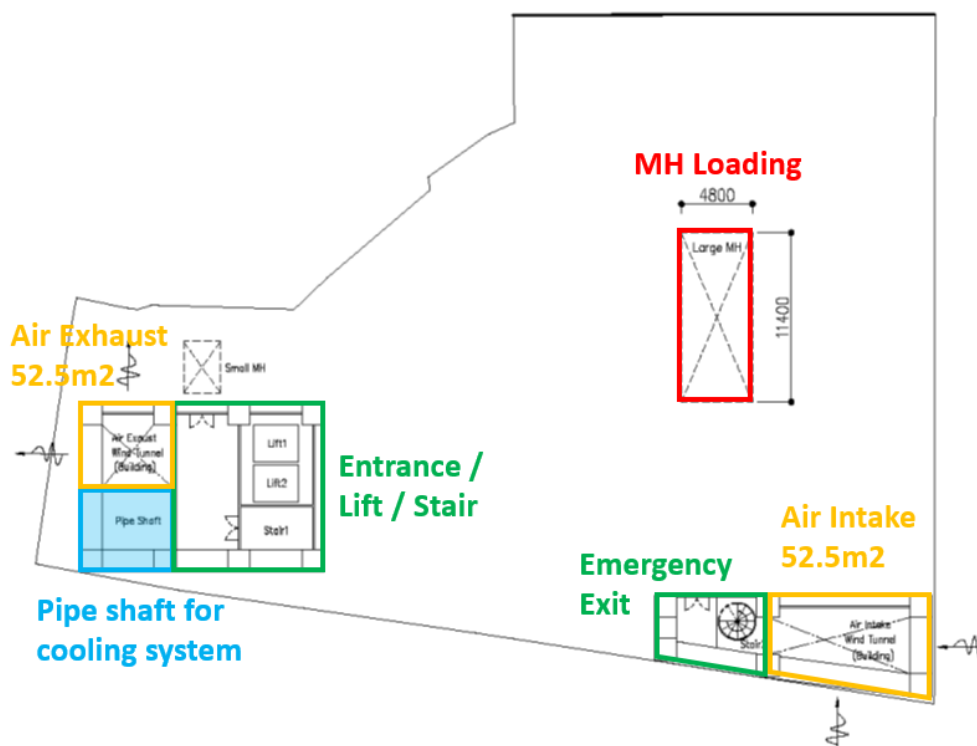 MH Loading
4800
Large MH
11400
Air Exhaust
52.5m2
Small MH
Air Expust
Wind Tunnel
(Building)
Lift1
Lift2
Entrance /
Lift / Stair
Pipe Shaft
Stair1
Air Intake
52.5m2
Emergency
Exit
Pipe shaft for
cooling system
Stair
Air Intake
Wind Tunnel
(Building)